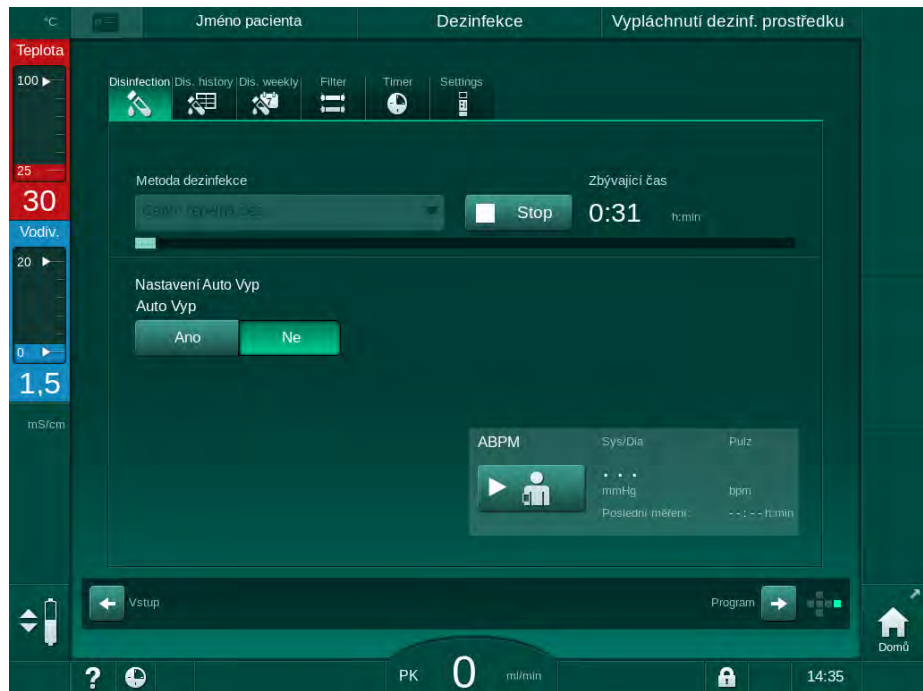 °C
Jméno pacienta
Dezinfekce
Vypláchnutí dezinf. prostředku
Teplota
100
25
30
Vodiv.
20
0
1,5
mS/cm
Disinfection
Dis. history
Dis. weekly
Filter
Timer
Settings
Metoda dezinfekce
Zbývající čas
Stop
0:31
h:min
Nastavení Auto Vyp
Auto Vyp
Ano
Ne
ABPM
Sys/Dia
Pulz
. . .
mmHg
bpm
Poslední měření:
--:-- h:min
Vstup
Program
Domů
?
PK
0
ml/min
14:35